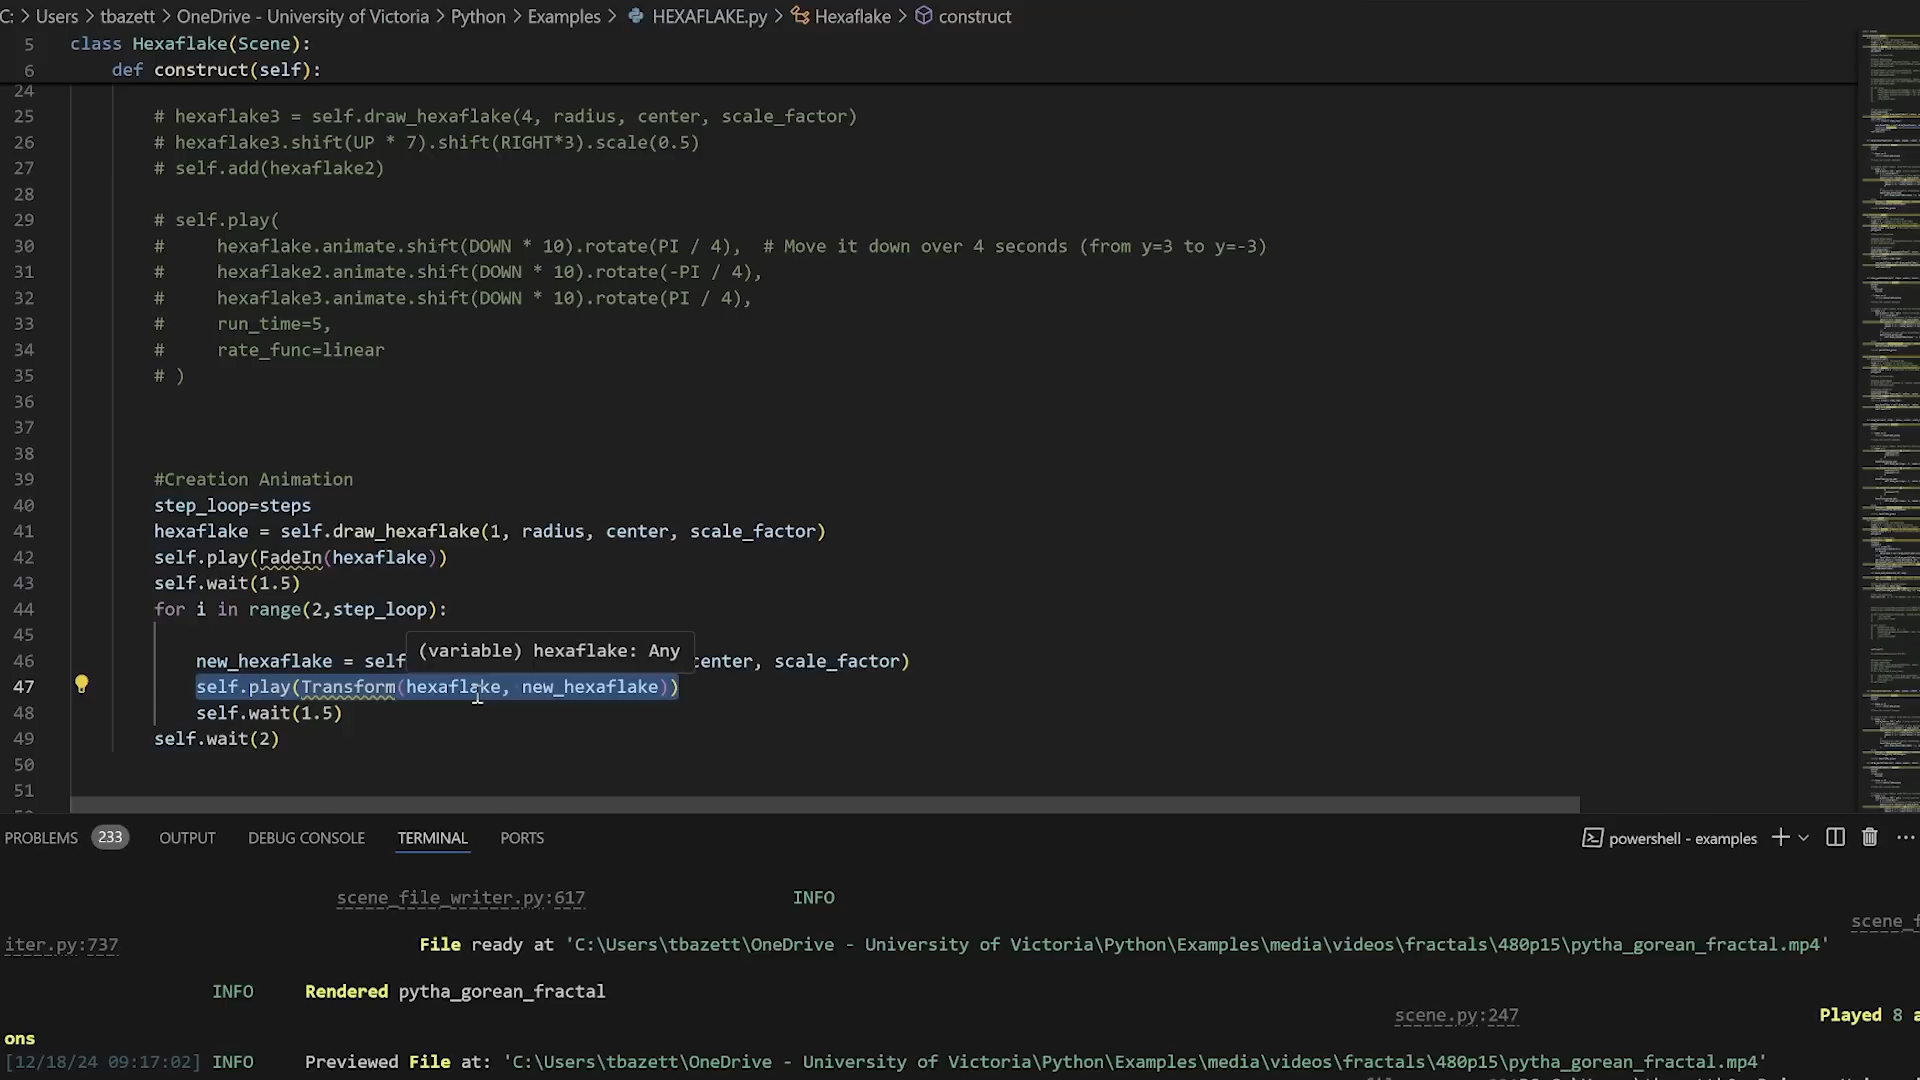 C: > Users > tbazett > OneDrive - University of Victoria > Python > Examples > HEXAFLAKE.py > Hexaflake > construct
5 class Hexaflake(Scene):
6 def construct(self):
24
25 # hexaflake3 = self.draw_hexaflake(4, radius, center, scale_factor)
26 # hexaflake3.shift(UP * 7).shift(RIGHT*3).scale(0.5)
27 # self.add(hexaflake2)
28
29 # self.play(
30 # hexaflake.animate.shift(DOWN * 10).rotate(PI / 4), # Move it down over 4 seconds (from y=3 to y=-3)
31 # hexaflake2.animate.shift(DOWN * 10).rotate(-PI / 4),
32 # hexaflake3.animate.shift(DOWN * 10).rotate(PI / 4),
33 # run_time=5,
34 # rate_func=linear
35 # )
36
37
38
39 #Creation Animation
40 step_loop=steps
41 hexaflake = self.draw_hexaflake(1, radius, center, scale_factor)
42 self.play(FadeIn(hexaflake))
43 self.wait(1.5)
44 for i in range(2,step_loop):
45
(variable) hexaflake: Any
46 new_hexaflake = self center, scale_factor)
47 self.play(Transform(hexaflake, new_hexaflake))
48 self.wait(1.5)
49 self.wait(2)
50
51
PROBLEMS 233 OUTPUT DEBUG CONSOLE TERMINAL PORTS powershell - examples
scene_file_writer.py:617 INFO
scene_f
iter.py:737 File ready at 'C:\Users\tbazett\OneDrive - University of Victoria\Python\Examples\media\videos\fractals\480p15\pytha_gorean_fractal.mp4'
INFO Rendered pytha_gorean_fractal
scene.py:247 Played 8 a
ons
[12/18/24 09:17:02] INFO Previewed File at: 'C:\Users\tbazett\OneDrive - University of Victoria\Python\Examples\media\videos\fractals\480p15\pytha_gorean_fractal.mp4'